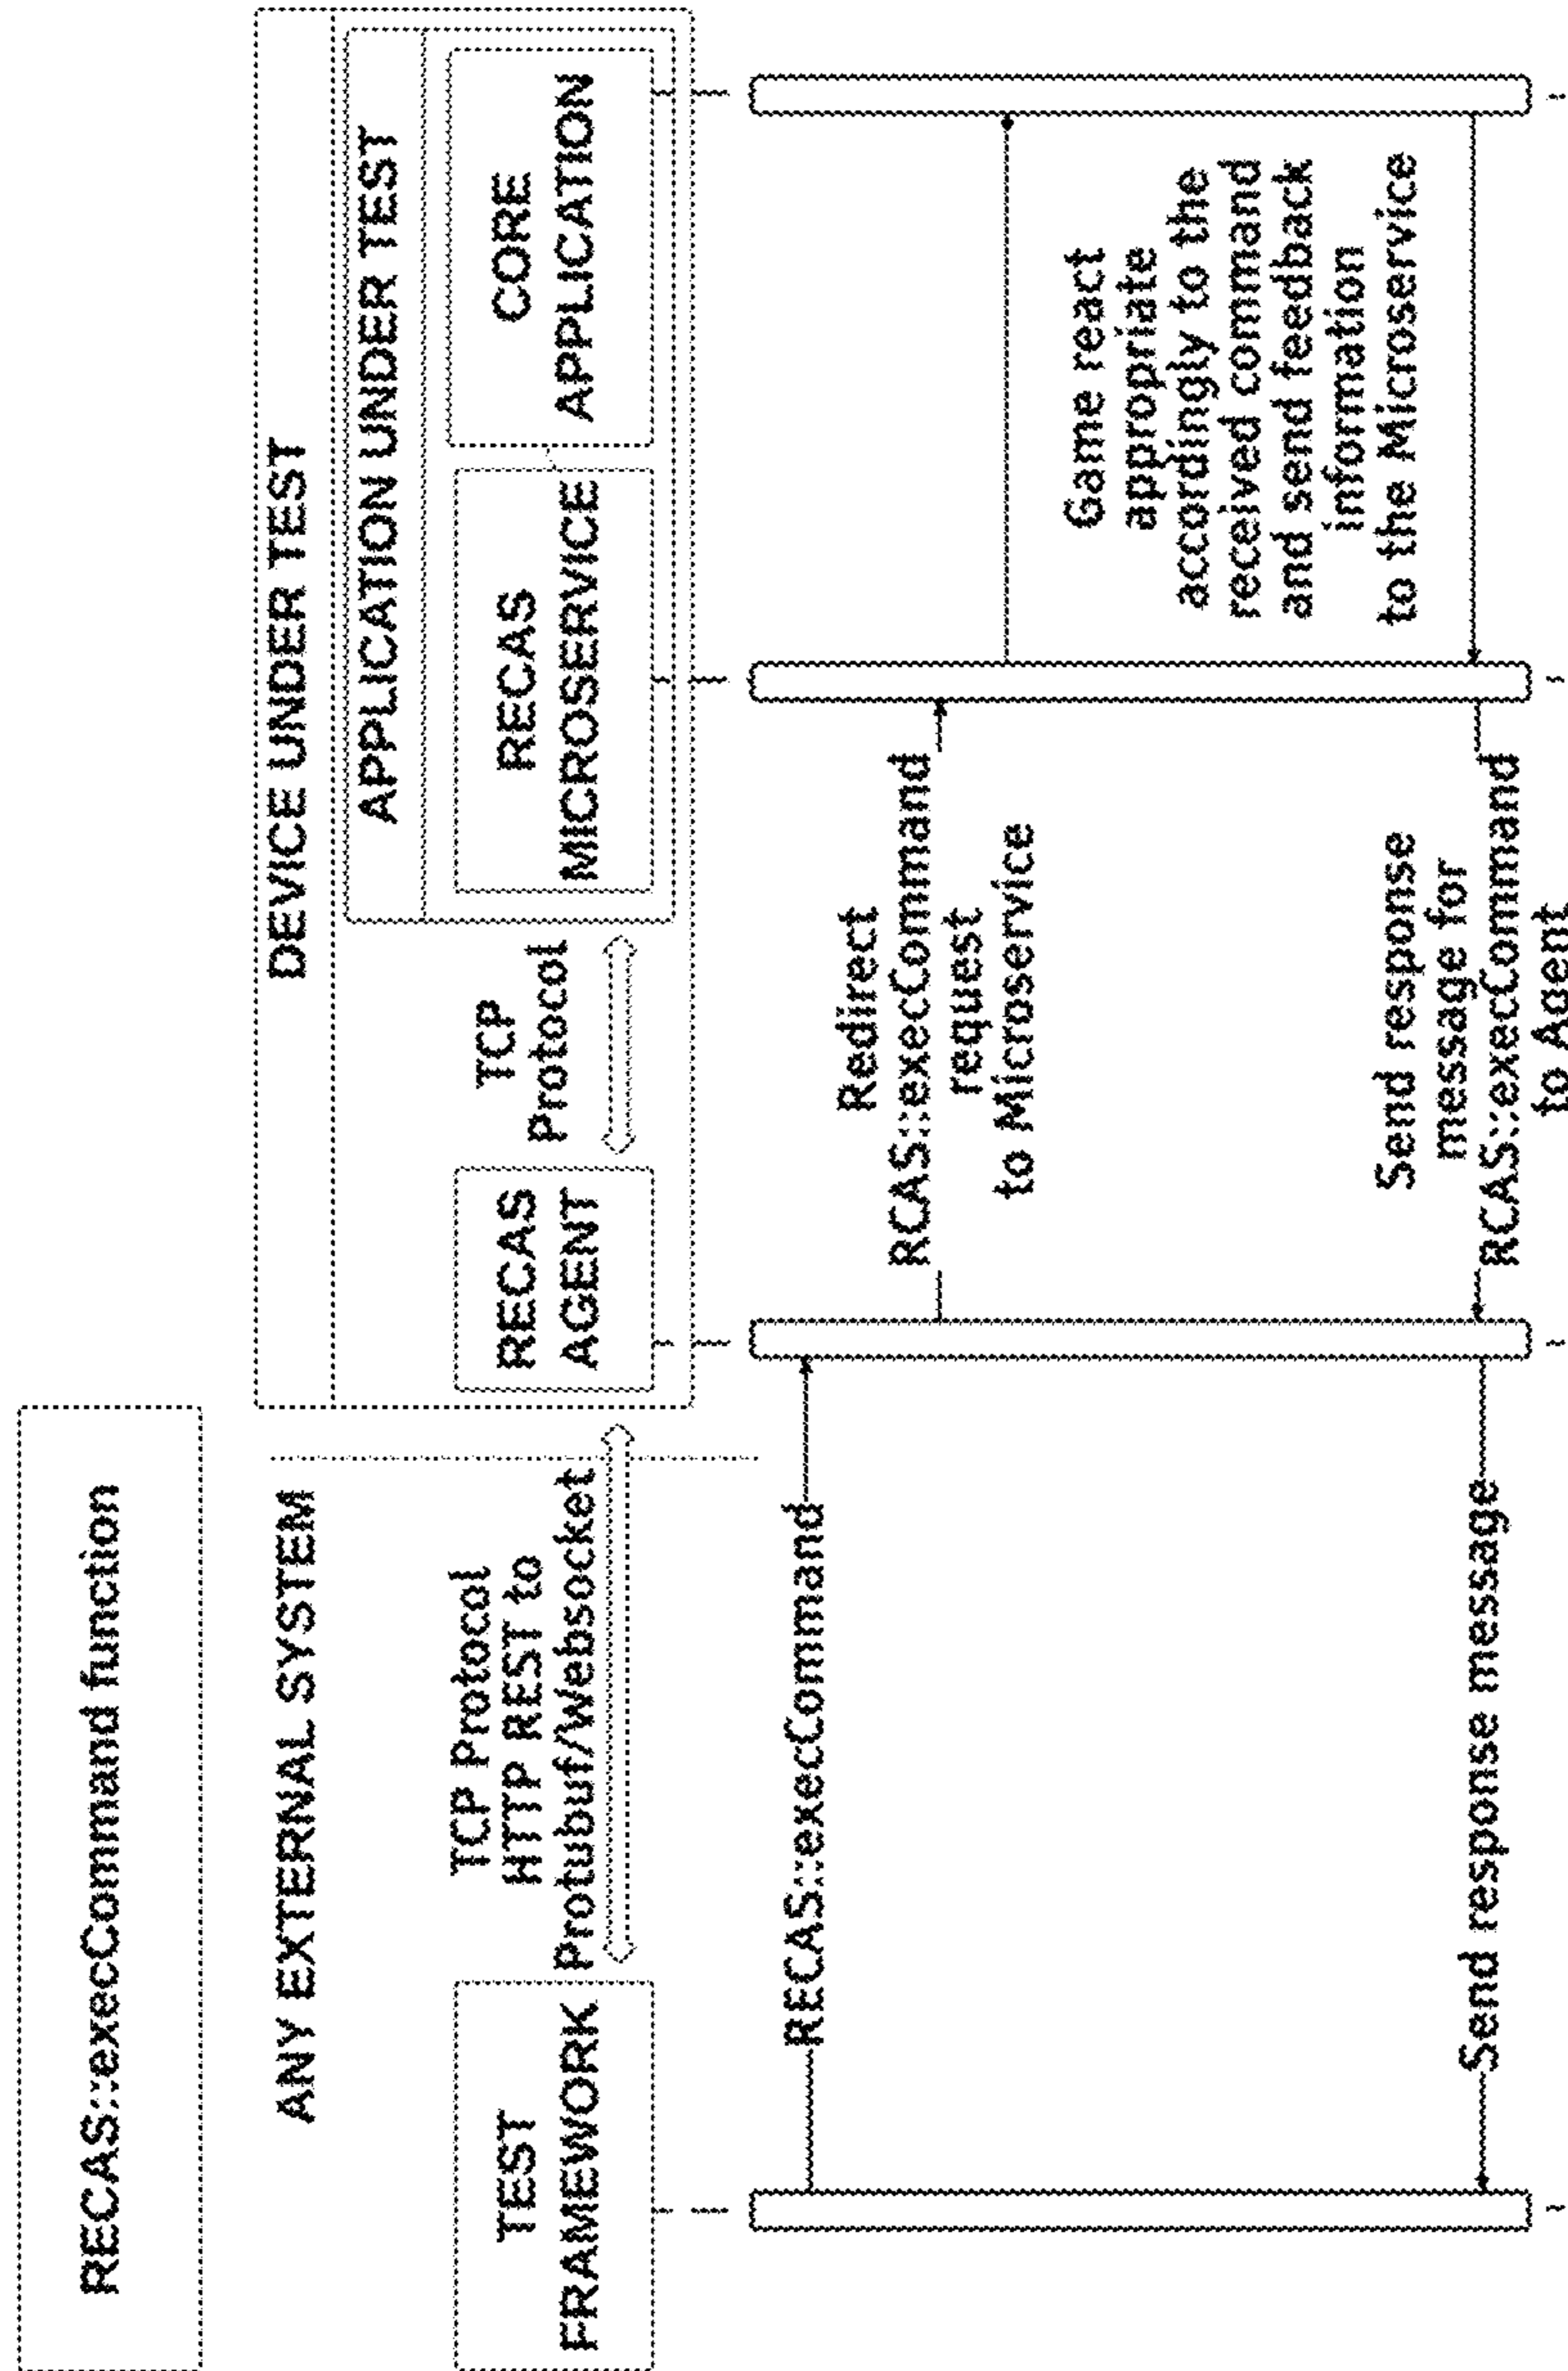 RECAS::execCommand function
ANY EXTERNAL SYSTEM
DEVICE UNDER TEST
APPLICATION UNDER TEST
TEST
FRAMEWORK
TCP Protocol
HTTP REST to
Protubuf/Websocket
RECAS
AGENT
TCP
Protocol
RECAS
MICROSERVICE
CORE
APPLICATION
RECAS::execCommand
Redirect
RCAS::execCommand
request
to Microservice
Game react
appropriate
accordingly to the
received command
and send feedback
information
to the Microservice
Send response
message for
RCAS::execCommand
to Agent
Send response message